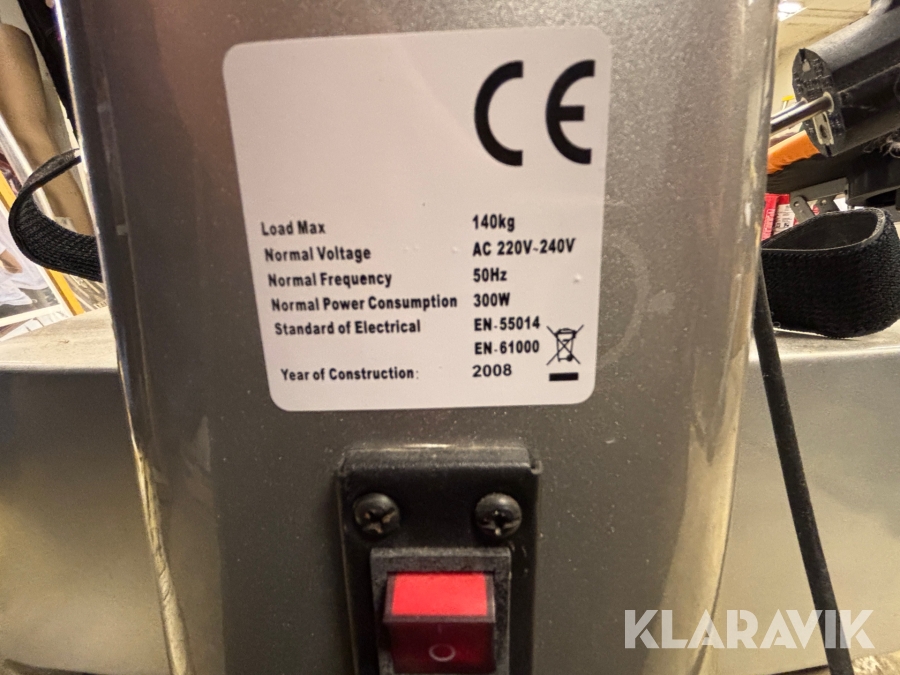 CE
Load Max 140kg
Normal Voltage AC 220V~240V
Normal Frequency 50Hz
Normal Power Consumption 300W
Standard of Electrical EN-55014
EN-61000
Year of Construction: 2008
KLARAVIK